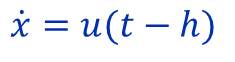 ẋ = u(t − h)